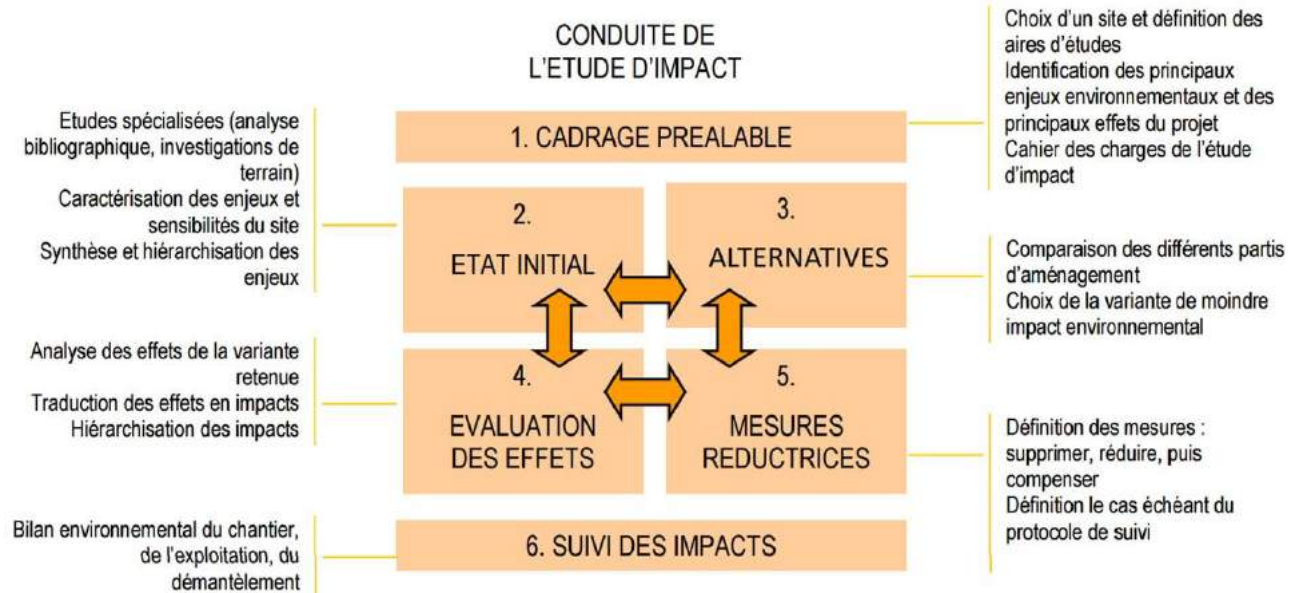 CONDUITE DE
L'ETUDE D'IMPACT
Choix d'un site et définition des
aires d'études
Identification des principaux
enjeux environnementaux et des
principaux effets du projet
Cahier des charges de l'étude
d'impact
1. CADRAGE PREALABLE
Etudes spécialisées (analyse
bibliographique, investigations de
terrain)
Caractérisation des enjeux et
sensibilités du site
Synthèse et hiérarchisation des
enjeux
2.
ETAT INITIAL
3.
ALTERNATIVES
Comparaison des différents partis
d'aménagement
Choix de la variante de moindre
impact environnemental
Analyse des effets de la variante
retenue
Traduction des effets en impacts
Hiérarchisation des impacts
4.
EVALUATION
DES EFFETS
5.
MESURES
REDUCTRICES
Définition des mesures :
supprimer, réduire, puis
compenser
Définition le cas échéant du
protocole de suivi
Bilan environnemental du chantier,
de l'exploitation, du
démantèlement
6. SUIVI DES IMPACTS